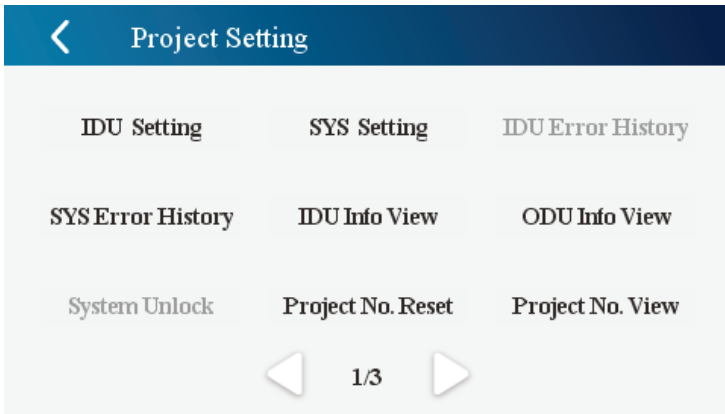 Project Setting
IDU Setting SYS Setting IDU Error History
SYS Error History IDU Info View ODU Info View
System Unlock Project No. Reset Project No. View
1/3